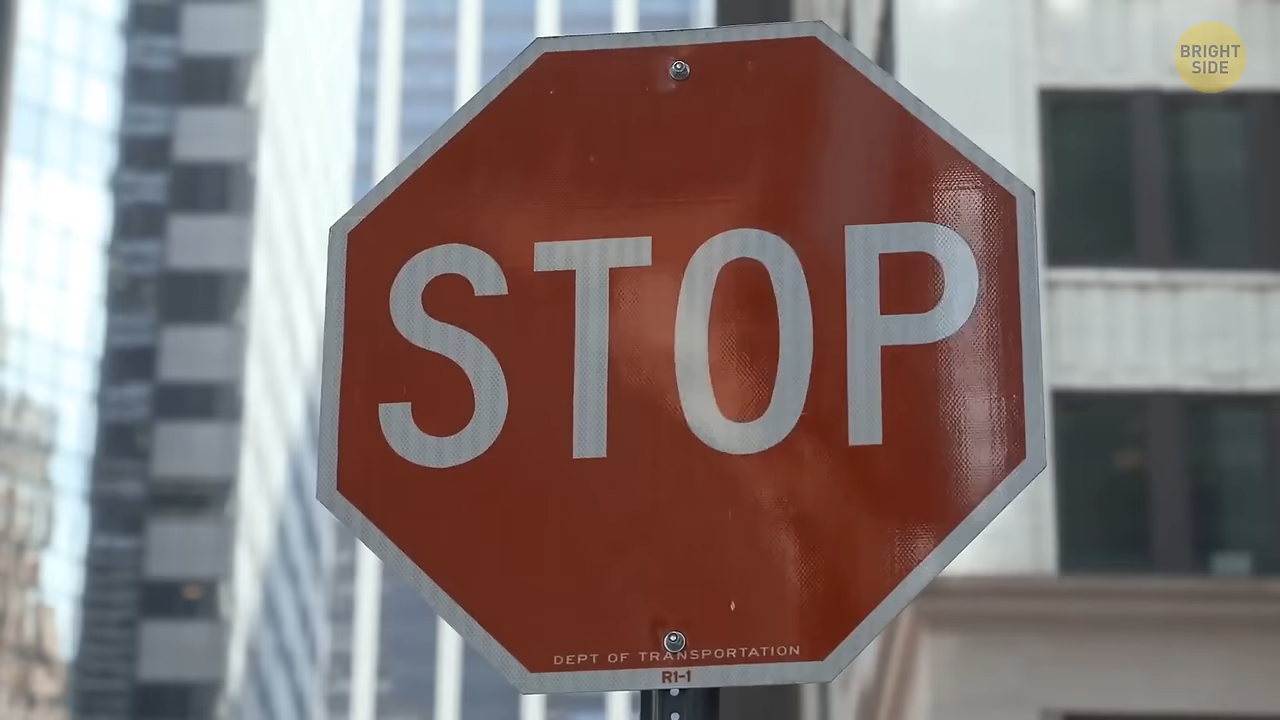 BRIGHT
SIDE
STOP
DEPT OF TRANSPORTATION
R1-1